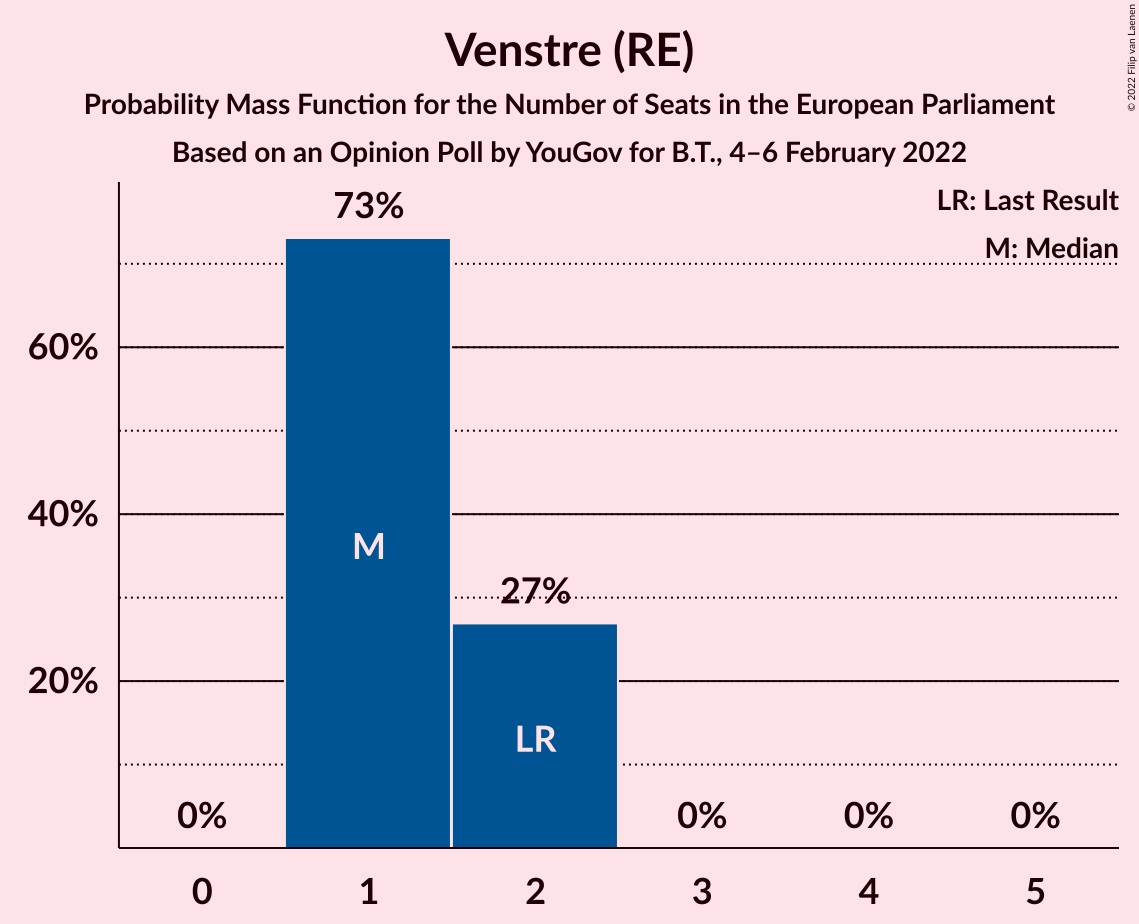 Venstre (RE)
Probability Mass Function for the Number of Seats in the European Parliament
Based on an Opinion Poll by YouGov for B.T., 4–6 February 2022
© 2022 Filip van Laenen
LR: Last Result
M: Median
73%
60%
40%
M
27%
20%
LR
0%
0%
0%
0%
0
1
2
3
4
5